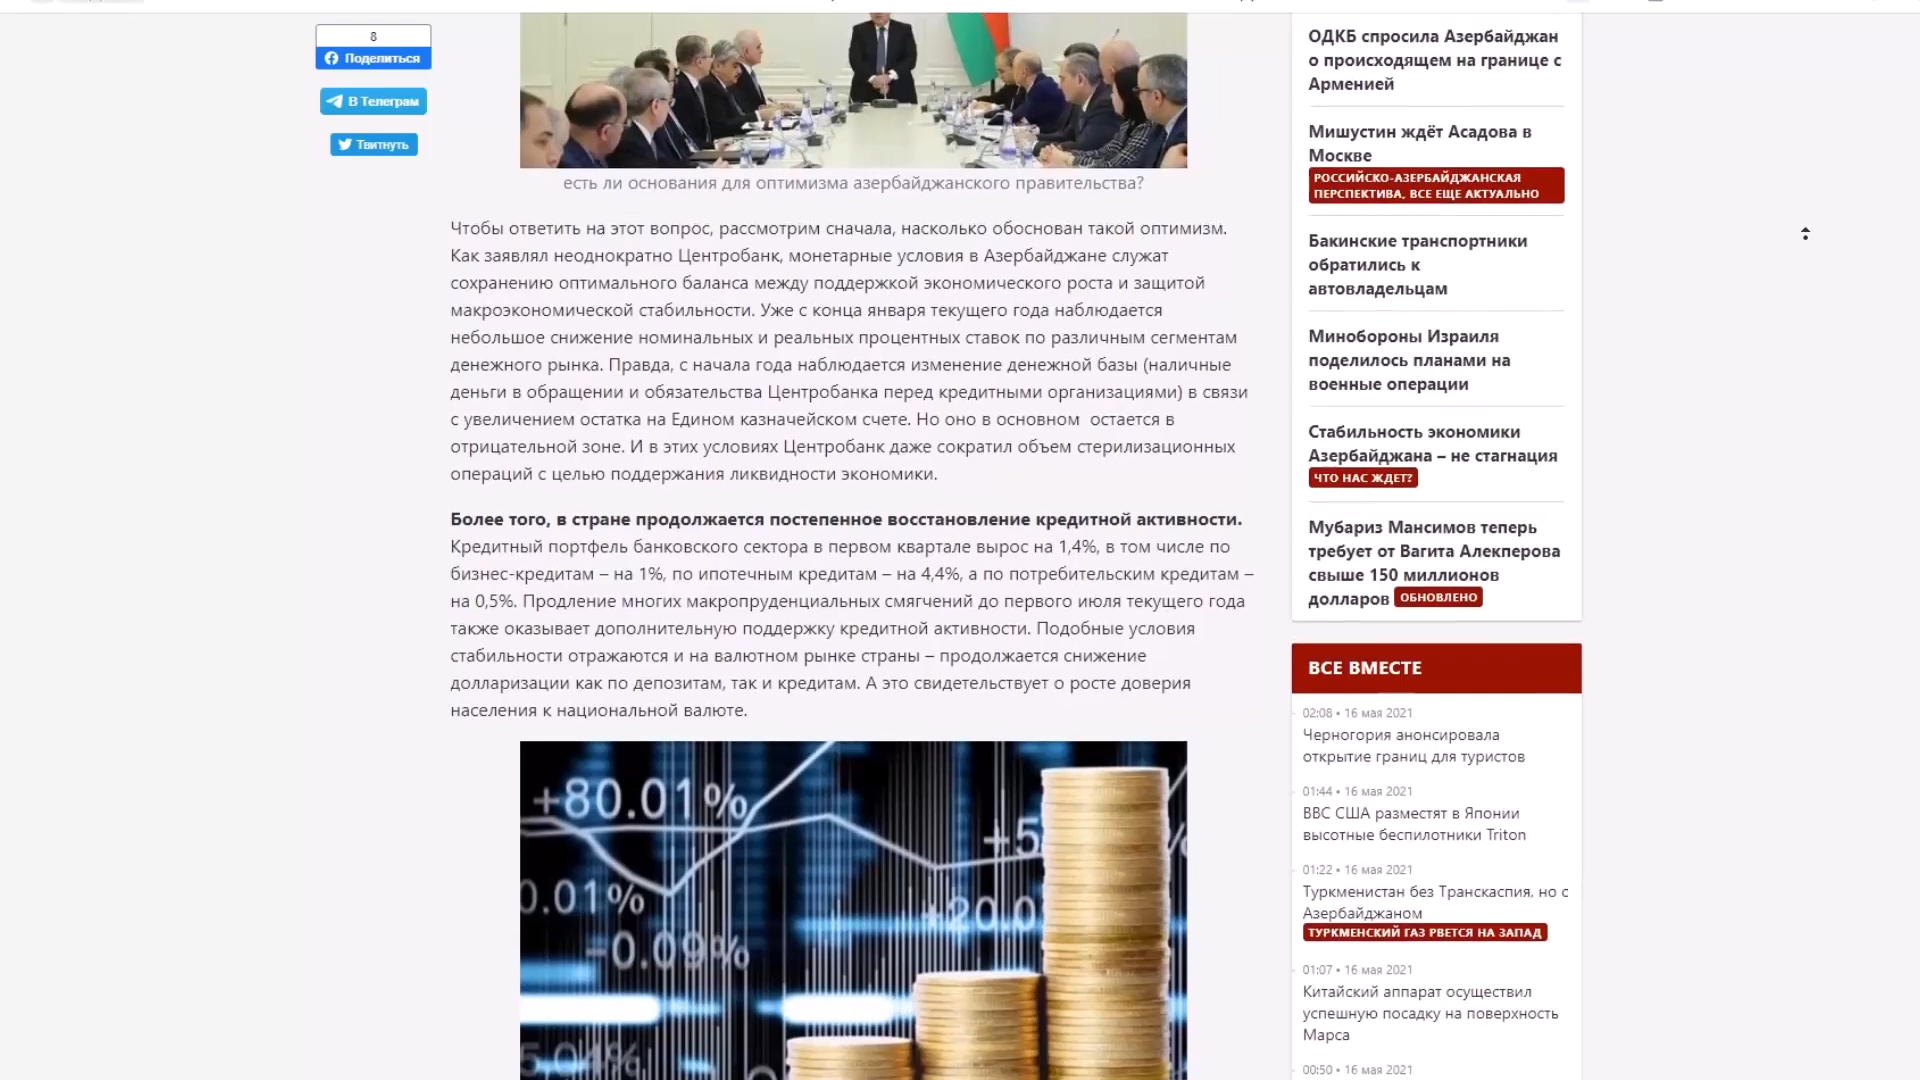 8
Поделиться
В Телеграм
Твитнуть
есть ли основания для оптимизма азербайджанского правительства?
Чтобы ответить на этот вопрос, рассмотрим сначала, насколько обоснован такой оптимизм.
Как заявлял неоднократно Центробанк, монетарные условия в Азербайджане служат
сохранению оптимального баланса между поддержкой экономического роста и защитой
макроэкономической стабильности. Уже с конца января текущего года наблюдается
небольшое снижение номинальных и реальных процентных ставок по различным сегментам
денежного рынка. Правда, с начала года наблюдается изменение денежной базы (наличные
деньги в обращении и обязательства Центробанка перед кредитными организациями) в связи
с увеличением остатка на Едином казначейском счете. Но оно в основном  остается в
отрицательной зоне. И в этих условиях Центробанк даже сократил объем стерилизационных
операций с целью поддержания ликвидности экономики.
Более того, в стране продолжается постепенное восстановление кредитной активности.
Кредитный портфель банковского сектора в первом квартале вырос на 1,4%, в том числе по
бизнес-кредитам – на 1%, по ипотечным кредитам – на 4,4%, а по потребительским кредитам –
на 0,5%. Продление многих макропруденциальных смягчений до первого июля текущего года
также оказывает дополнительную поддержку кредитной активности. Подобные условия
стабильности отражаются и на валютном рынке страны – продолжается снижение
долларизации как по депозитам, так и кредитам. А это свидетельствует о росте доверия
населения к национальной валюте.
+80.01%
+5
0.01%
+20.0
-0.09%
ОДКБ спросила Азербайджан
о происходящем на границе с
Арменией
Мишустин ждёт Асадова в
Москве
РОССИЙСКО-АЗЕРБАЙДЖАНСКАЯ
ПЕРСПЕКТИВА, ВСЕ ЕЩЕ АКТУАЛЬНО
Бакинские транспортники
обратились к
автовладельцам
Минобороны Израиля
поделилось планами на
военные операции
Стабильность экономики
Азербайджана – не стагнация
ЧТО НАС ЖДЕТ?
Мубариз Мансимов теперь
требует от Вагита Алекперова
свыше 150 миллионов
долларов ОБНОВЛЕНО
ВСЕ ВМЕСТЕ
02:08 • 16 мая 2021
Черногория анонсировала
открытие границ для туристов
01:44 • 16 мая 2021
ВВС США разместят в Японии
высотные беспилотники Triton
01:22 • 16 мая 2021
Туркменистан без Транскаспия, но с
Азербайджаном
ТУРКМЕНСКИЙ ГАЗ РВЕТСЯ НА ЗАПАД
01:07 • 16 мая 2021
Китайский аппарат осуществил
успешную посадку на поверхность
Марса
00:50 • 16 мая 2021